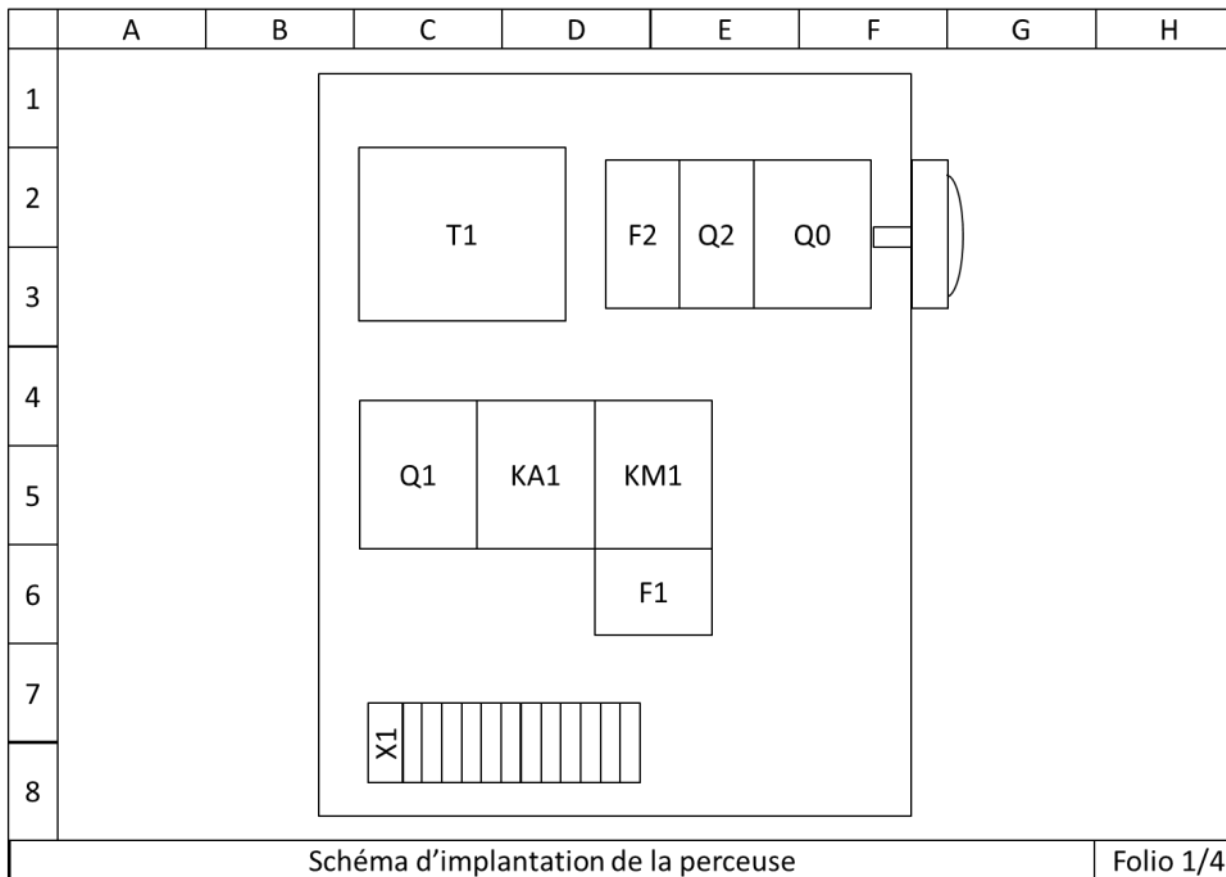 A B C D E F G H
1
2
T1 F2 Q2 Q0
3
4
Q1 KA1 KM1
5
6
F1
7
X1
8
Schéma d’implantation de la perceuse Folio 1/4